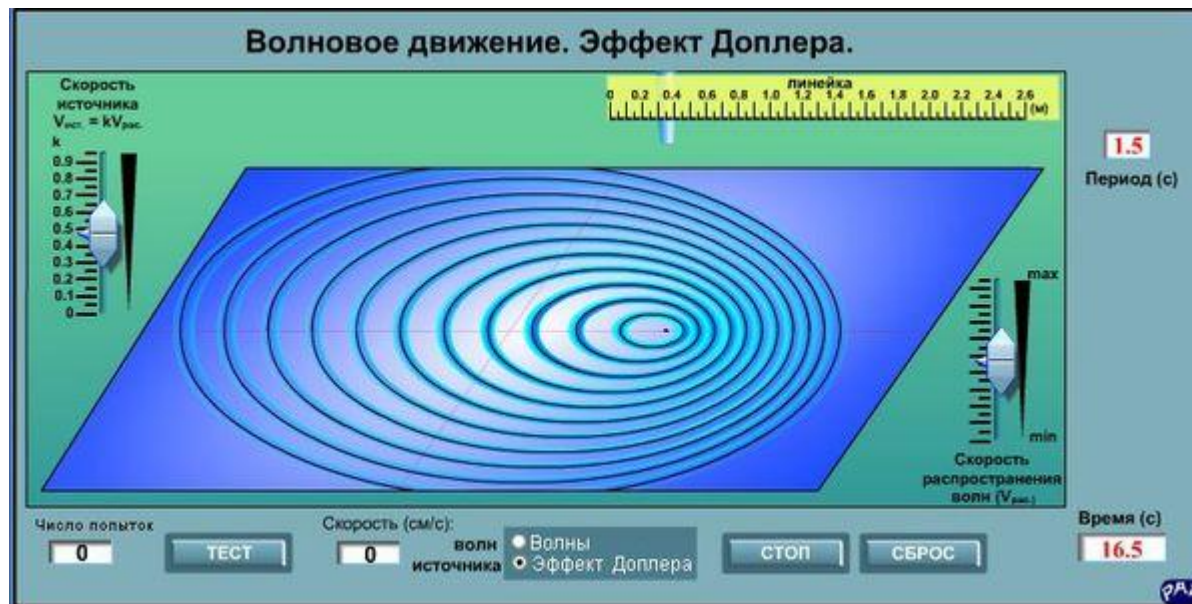 Волновое движение. Эффект Доплера.
Скорость
источника
Vист. = kVрас.
k
0.9
0.8
0.7
0.6
0.5
0.4
0.3
0.2
0.1
0
линейка
0 0.2 0.4 0.6 0.8 1.0 1.2 1.4 1.6 1.8 2.0 2.2 2.4 2.6
(м)
1.5
Период (с)
max
min
Скорость
распространения
волн (Vрас.)
Число попыток
0
ТЕСТ
Скорость (см/с):
0
волн
источника
Волны
Эффект Доплера
СТОП
СБРОС
Время (с)
16.5